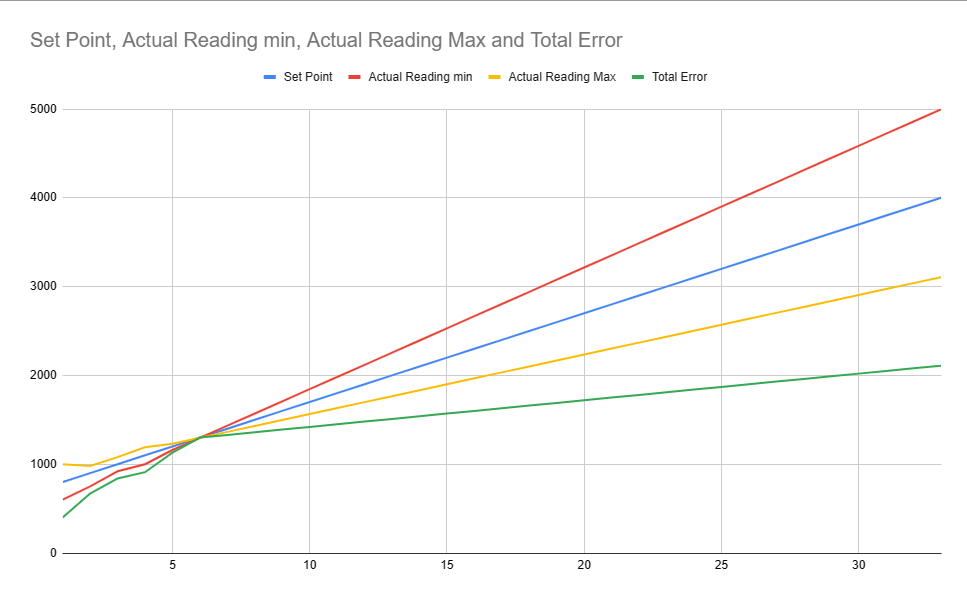 Set Point, Actual Reading min, Actual Reading Max and Total Error
Set Point Actual Reading min Actual Reading Max Total Error
5000
4000
3000
2000
1000
0
5 10 15 20 25 30